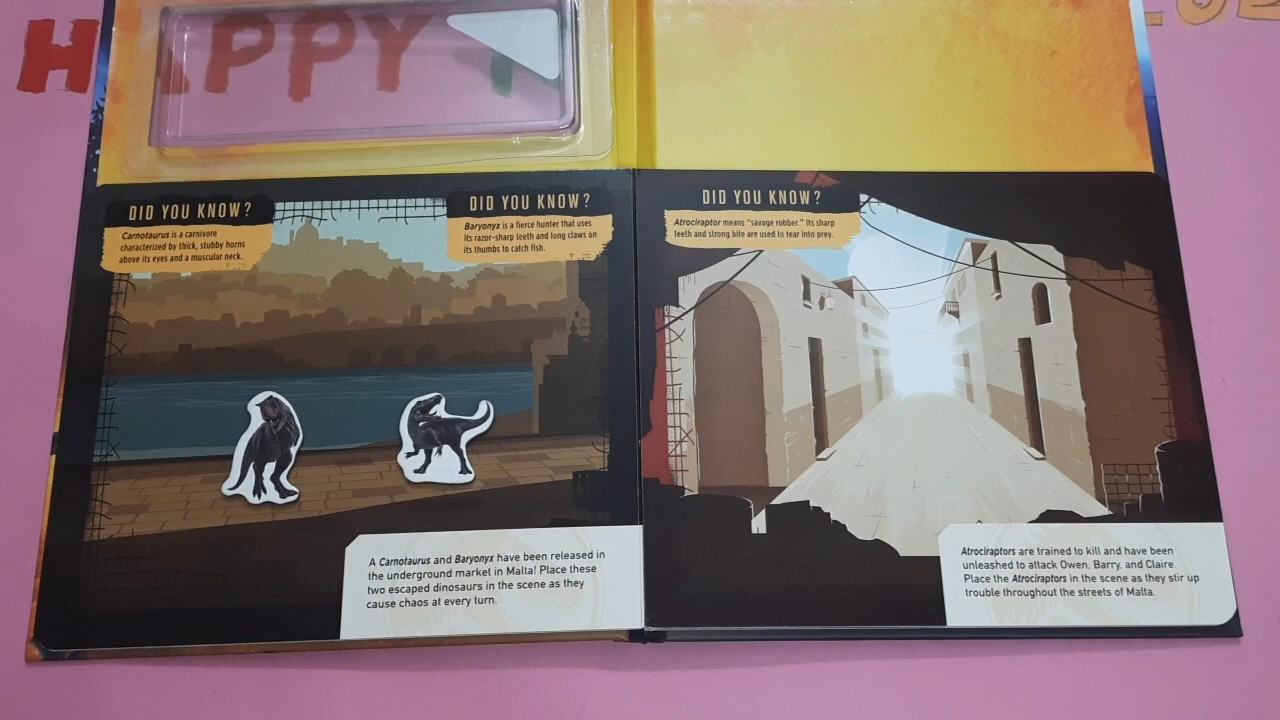 HAPPY
DID YOU KNOW?
Carnotaurus is a carnivore
characterized by thick, stubby horns
above its eyes and a muscular neck.
DID YOU KNOW?
Baryonyx is a fierce hunter that uses
its razor-sharp teeth and long claws on
its thumbs to catch fish.
A Carnotaurus and Baryonyx have been released in
the underground market in Malta! Place these
two escaped dinosaurs in the scene as they
cause chaos at every turn.
DID YOU KNOW?
Atrociraptor means "savage robber." Its sharp
teeth and strong bite are used to tear into prey.
Atrociraptors are trained to kill and have been
unleashed to attack Owen, Barry, and Claire.
Place the Atrociraptors in the scene as they stir up
trouble throughout the streets of Malta.